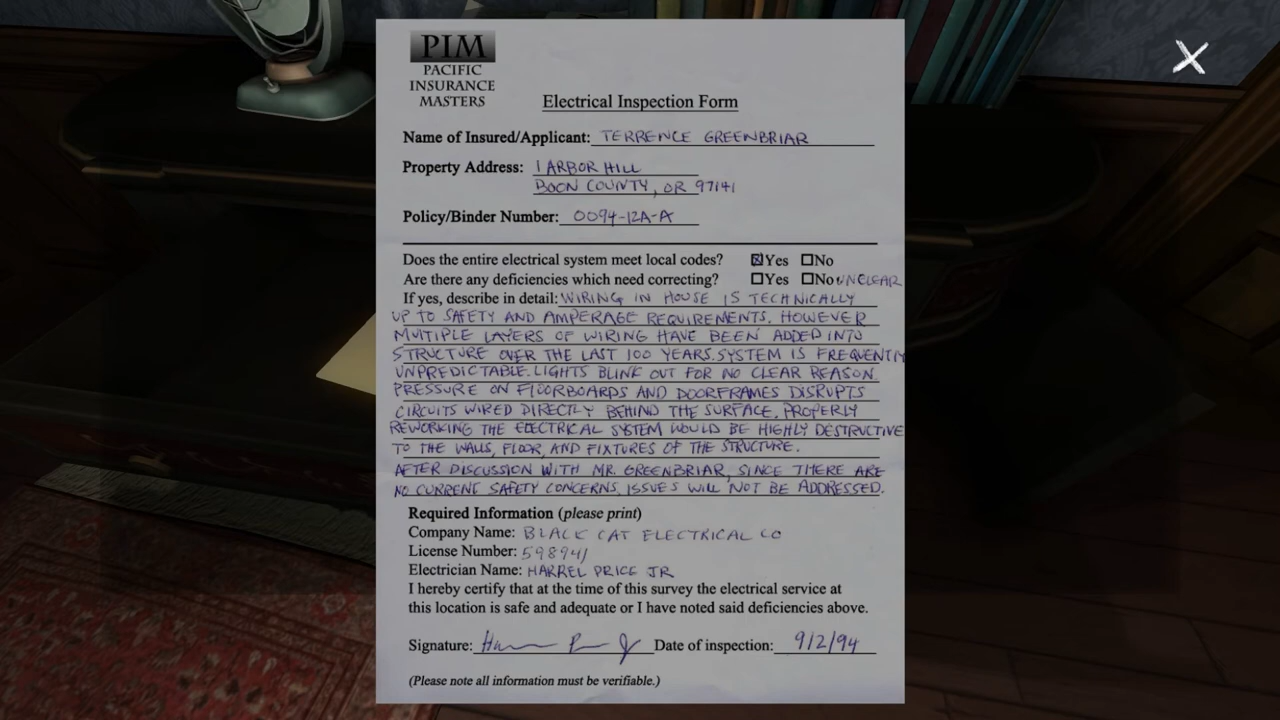 PIM
PACIFIC
INSURANCE
MASTERS
Electrical Inspection Form
Name of Insured/Applicant: TERRENCE GREENBRIAR
Property Address: 1 ARBOR HILL
BOON COUNTY, OR 97141
Policy/Binder Number: 0094-12A-A
Does the entire electrical system meet local codes? ☒Yes ☐No
Are there any deficiencies which need correcting? ☐Yes ☐No UNCLEAR
If yes, describe in detail: WIRING IN HOUSE IS TECHNICALLY
UP TO SAFETY AND AMPERAGE REQUIREMENTS. HOWEVER
MULTIPLE LAYERS OF WIRING HAVE BEEN ADDED INTO
STRUCTURE OVER THE LAST 100 YEARS. SYSTEM IS FREQUENTLY
UNPREDICTABLE. LIGHTS BLINK OUT FOR NO CLEAR REASON.
PRESSURE ON FLOORBOARDS AND DOORFRAMES DISRUPTS
CIRCUITS WIRED DIRECTLY BEHIND THE SURFACE. PROPERLY
REWORKING THE ELECTRICAL SYSTEM WOULD BE HIGHLY DESTRUCTIVE
TO THE WALLS, FLOOR, AND FIXTURES OF THE STRUCTURE.
AFTER DISCUSSION WITH MR. GREENBRIAR, SINCE THERE ARE
NO CURRENT SAFETY CONCERNS, ISSUES WILL NOT BE ADDRESSED.
Required Information (please print)
Company Name: BLACK CAT ELECTRICAL CO
License Number: 598941
Electrician Name: HARREL PRICE JR
I hereby certify that at the time of this survey the electrical service at
this location is safe and adequate or I have noted said deficiencies above.
Signature: Date of inspection: 9/2/94
(Please note all information must be verifiable.)